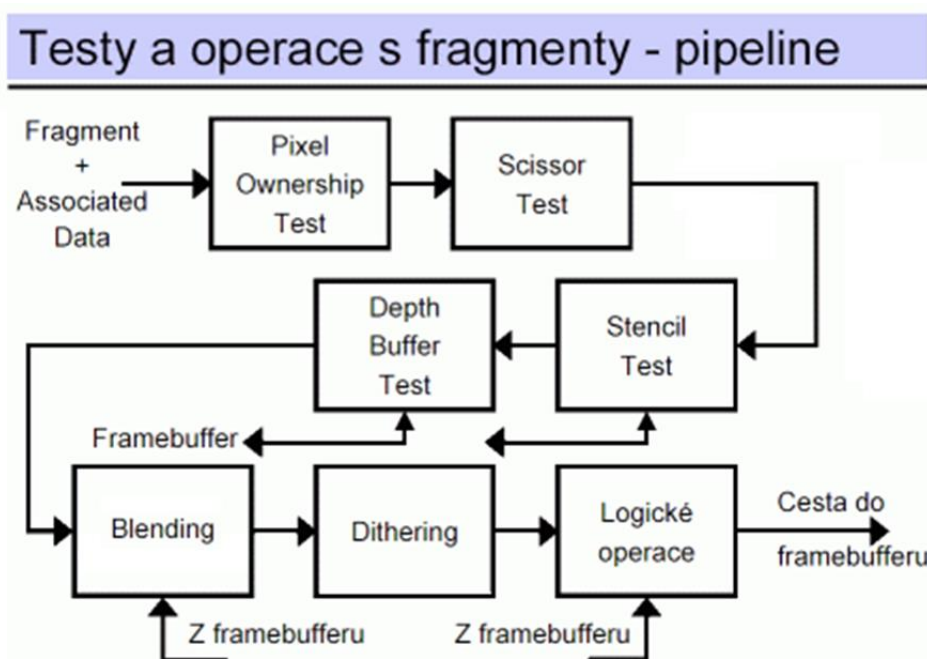 Testy a operace s fragmenty - pipeline
Fragment
+
Associated
Data
Pixel
Ownership
Test
Scissor
Test
Depth
Buffer
Test
Stencil
Test
Framebuffer
Blending
Dithering
Logické
operace
Cesta do
framebufferu
Z framebufferu
Z framebufferu